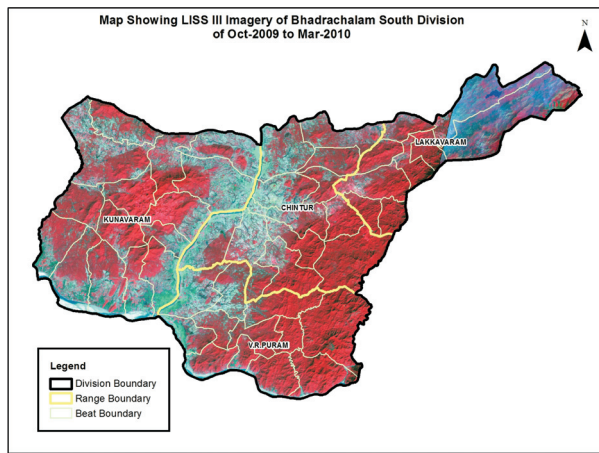 Map Showing LISS III Imagery of Bhadrachalam South Division
of Oct-2009 to Mar-2010
N
LAKKAVARAM
CHINTUR
KUNAVARAM
V.R.PURAM
Legend
Division Boundary
Range Boundary
Beat Boundary